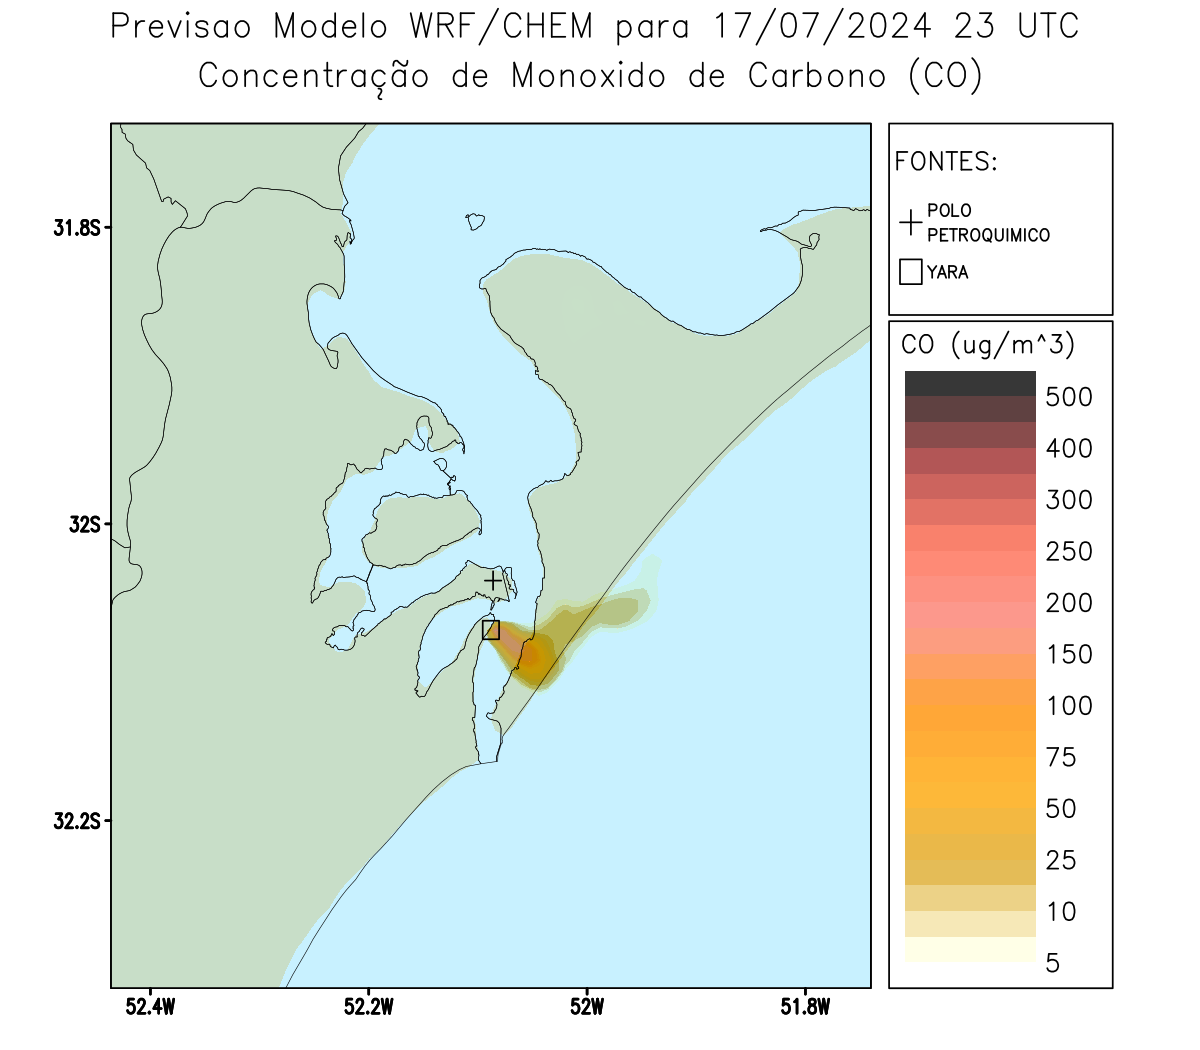 Previsao Modelo WRF/CHEM para 17/07/2024 23 UTC
Concentração de Monoxido de Carbono (CO)
FONTES:
POLO
PETROQUIMICO
YARA
31.8S
32S
32.2S
52.4W
52.2W
52W
51.8W
CO (ug/m^3)
500
400
300
250
200
150
100
75
50
25
10
5